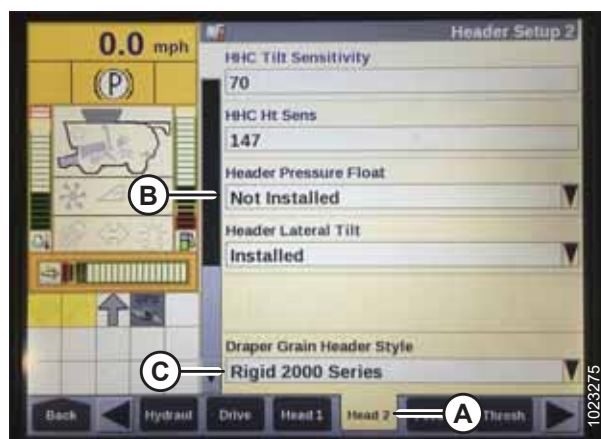 0.0 mph
Header Setup 2
(P)
HHC Tilt Sensitivity
70
HHC Ht Sens
147
Header Pressure Float
B
Not Installed
Header Lateral Tilt
Installed
Draper Grain Header Style
C
Rigid 2000 Series
Back
Hydraul
Drive
Head 1
Head 2
A
Thresh
1023275